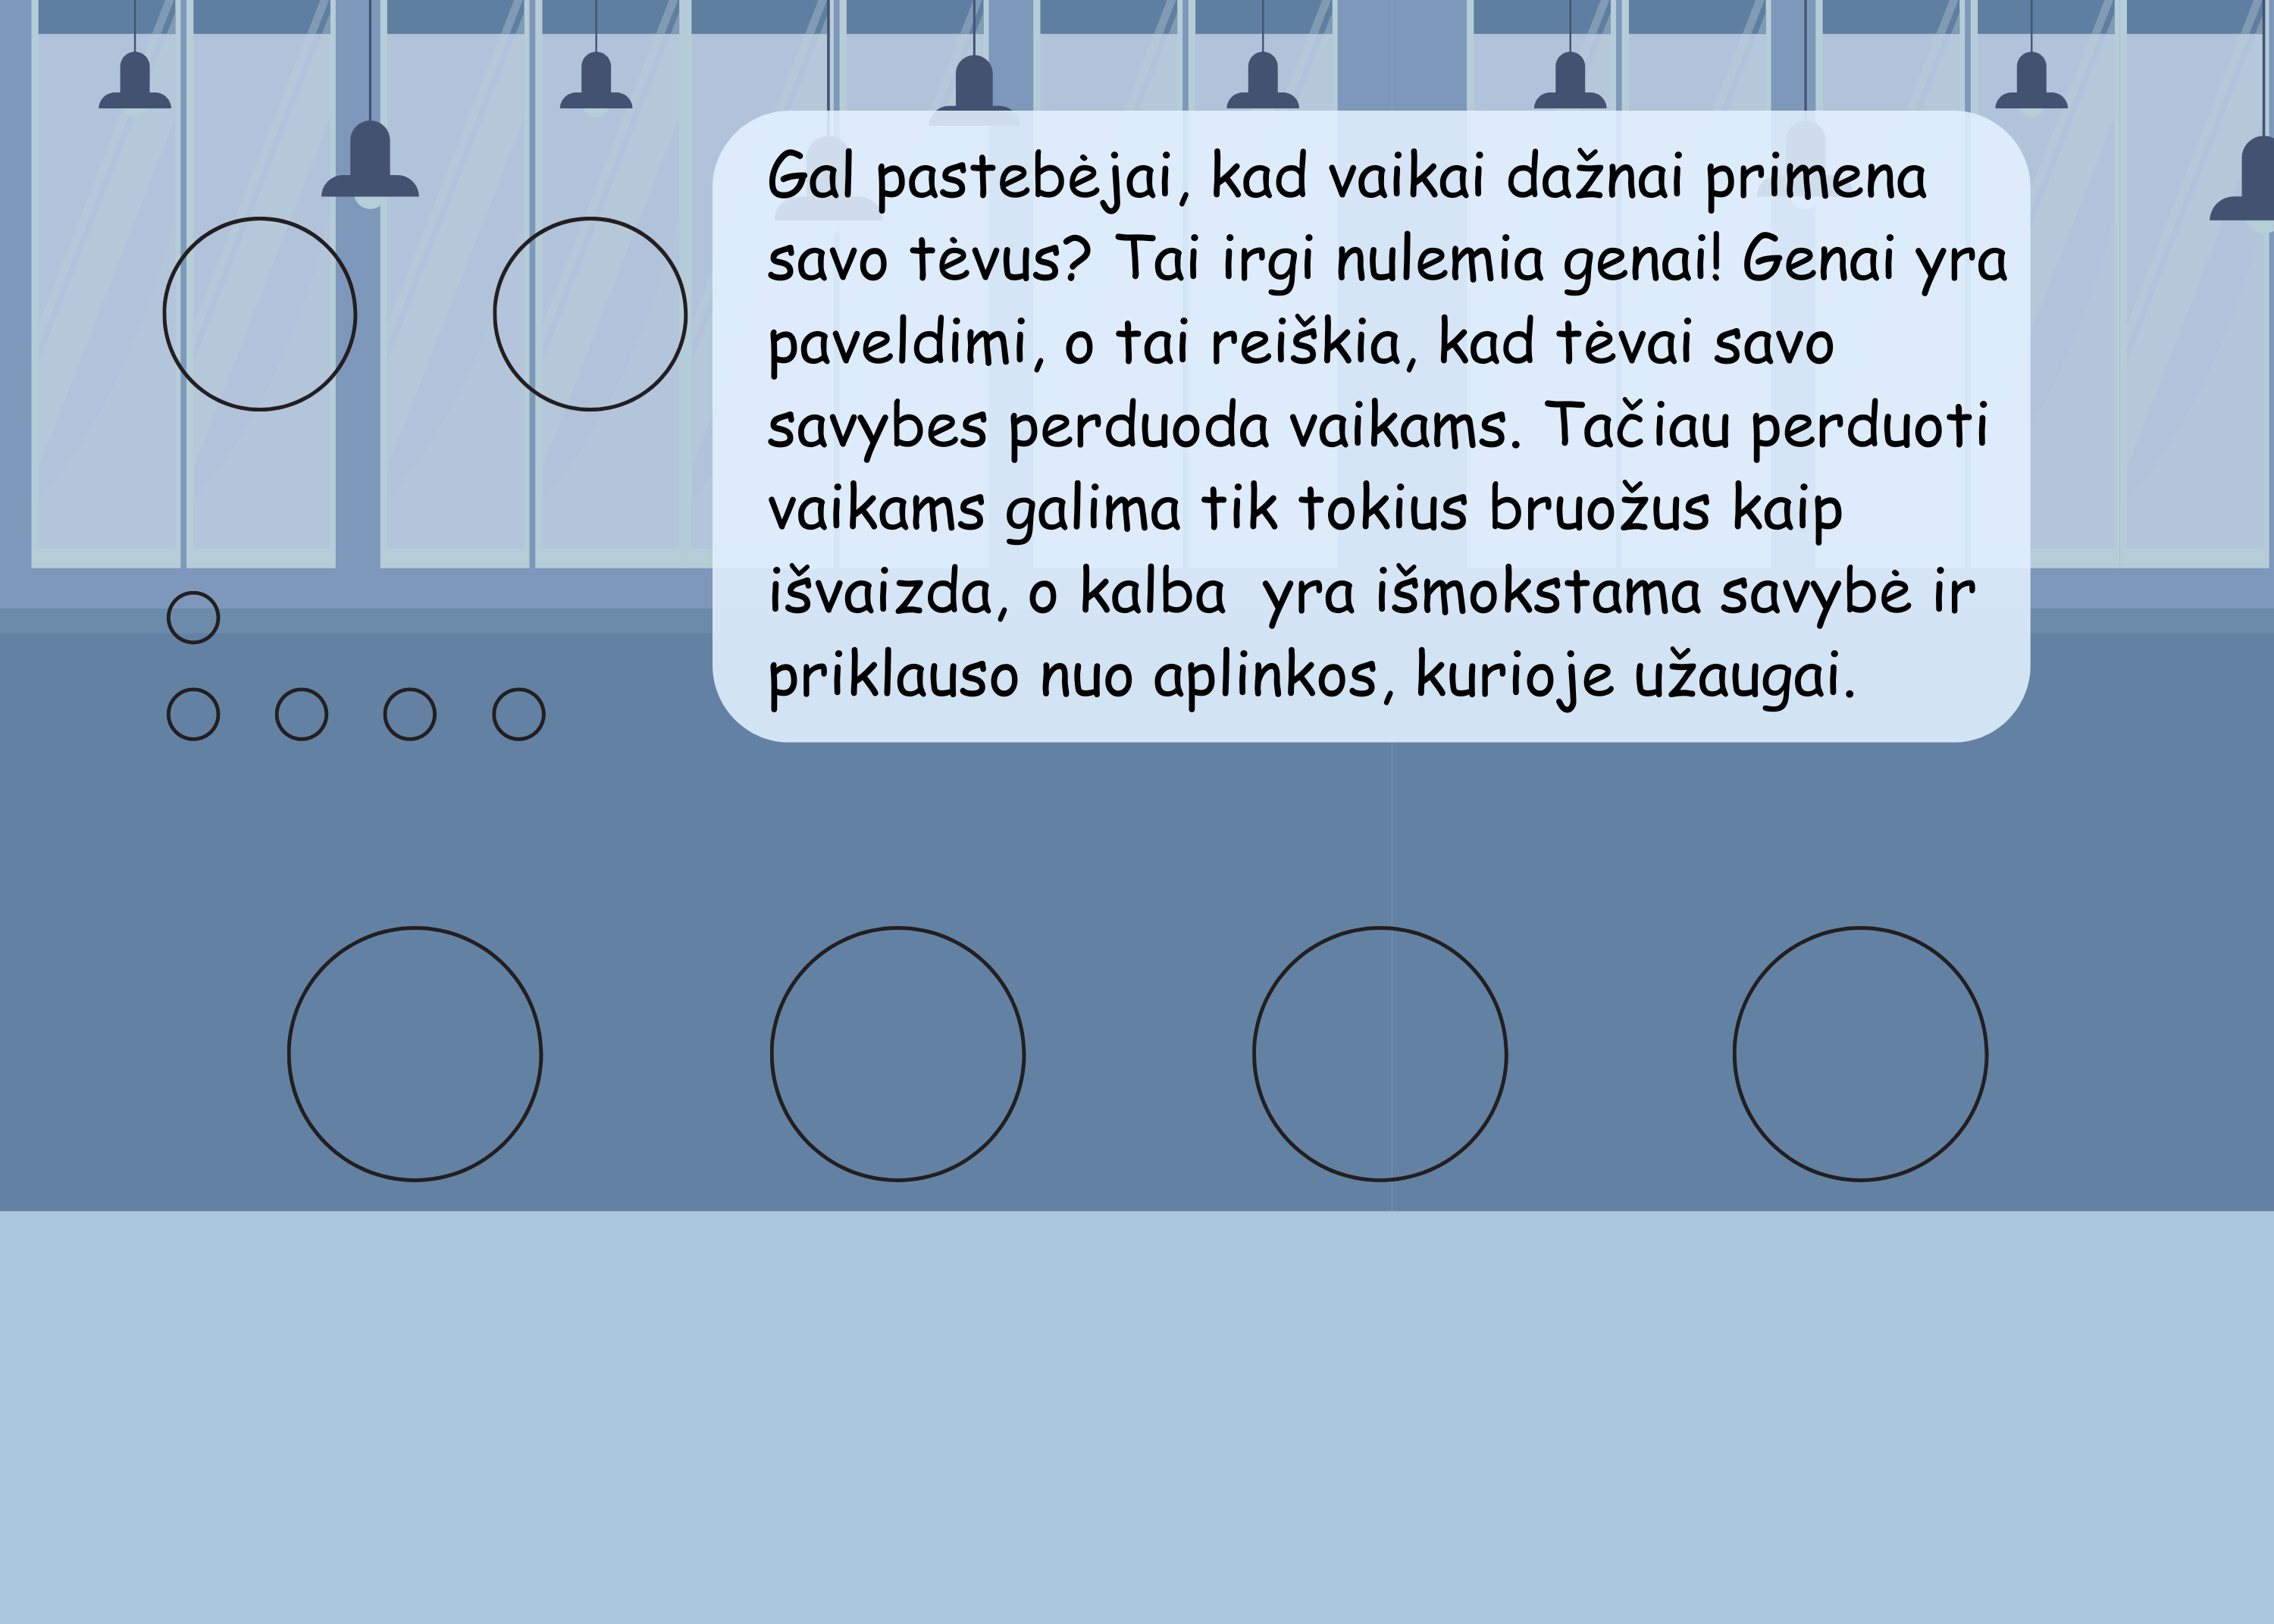 Gal pastebėjai, kad vaikai dažnai primena
savo tėvus? Tai irgi nulemia genai! Genai yra
paveldimi, o tai reiškia, kad tėvai savo
savybes perduoda vaikams. Tačiau perduoti
vaikams galima tik tokius bruožus kaip
išvaizda, o kalba  yra išmokstama savybė ir
priklauso nuo aplinkos, kurioje užaugai.